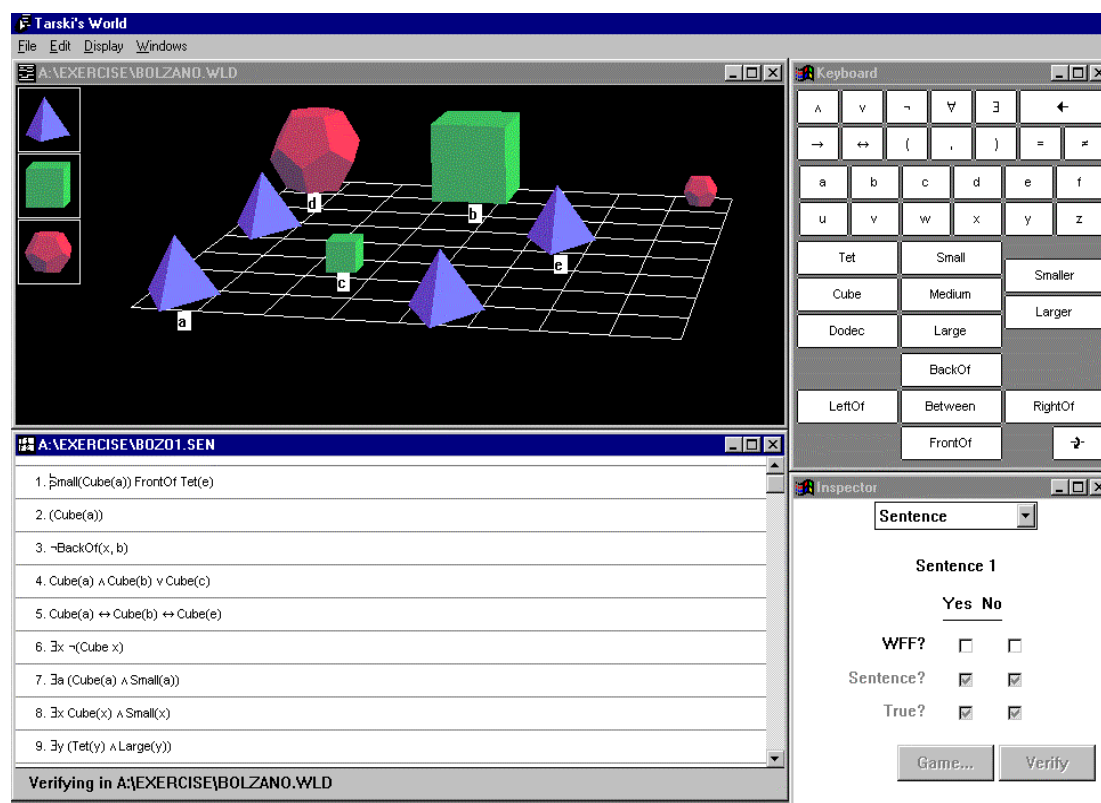 Tarski's World
File Edit Display Windows
A:\EXERCISE\BOLZANO.WLD
d
b
e
c
a
A:\EXERCISE\BOZO1.SEN
1. Small(Cube(a)) FrontOf Tet(e)
2. (Cube(a))
3. ¬BackOf(x, b)
4. Cube(a) ∧ Cube(b) ∨ Cube(c)
5. Cube(a) ↔ Cube(b) ↔ Cube(e)
6. ∃x ¬(Cube x)
7. ∃a (Cube(a) ∧ Small(a))
8. ∃x Cube(x) ∧ Small(x)
9. ∃y (Tet(y) ∧ Large(y))
Verifying in A:\EXERCISE\BOLZANO.WLD
Keyboard
∧ ∨ ¬ ∀ ∃ ←
→ ↔ ( , ) = ≠
a b c d e f
u v w x y z
Tet Small
Smaller
Cube Medium
Larger
Dodec Large
BackOf
LeftOf Between RightOf
FrontOf
Inspector
Sentence
Sentence 1
Yes No
WFF?
Sentence?
True?
Game... Verify